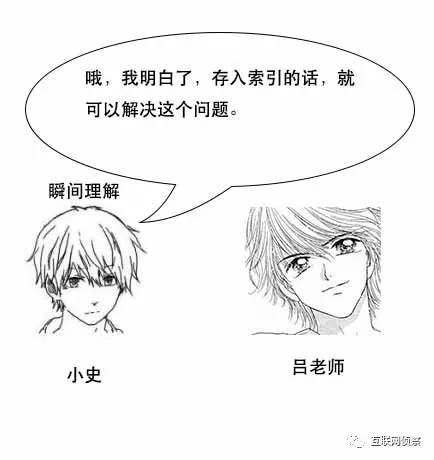 哦，我明白了，存入索引的话，就
可以解决这个问题。
瞬间理解
小史
吕老师
互联网侦察